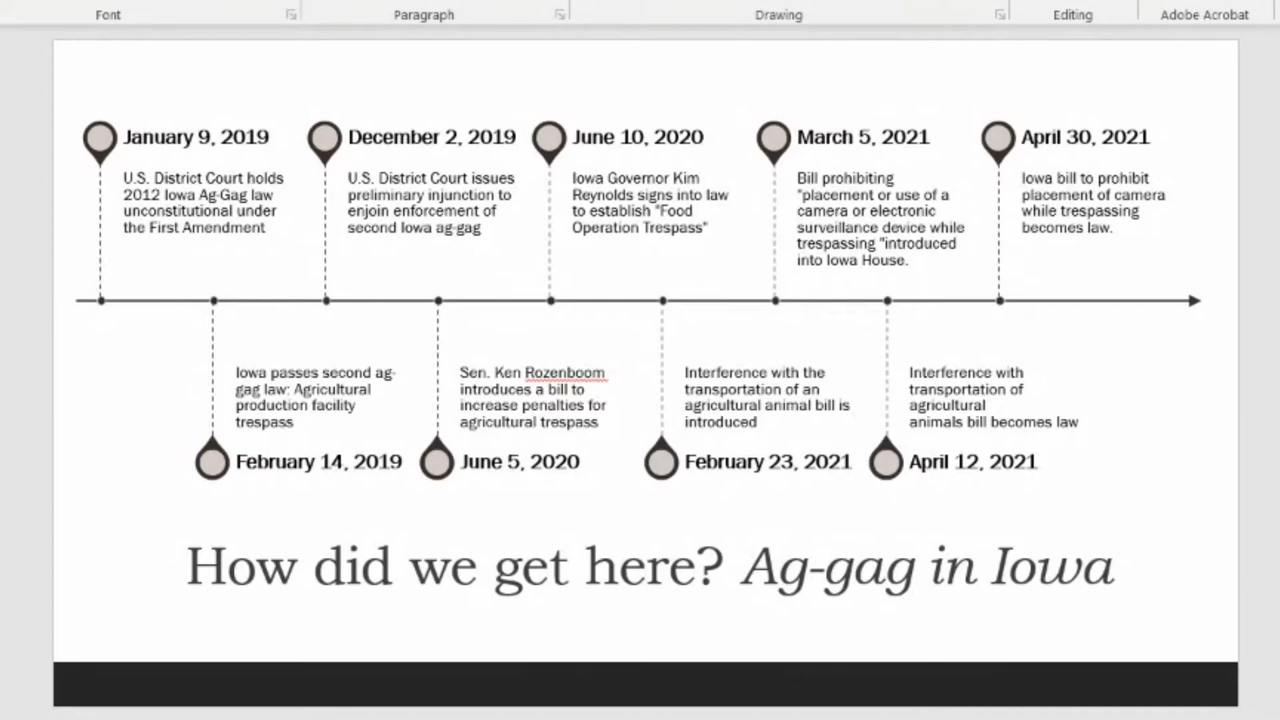 Font
Paragraph
Drawing
Editing
Adobe Acrobat
January 9, 2019
U.S. District Court holds
2012 Iowa Ag-Gag law
unconstitutional under
the First Amendment
December 2, 2019
U.S. District Court issues
preliminary injunction to
enjoin enforcement of
second Iowa ag-gag
June 10, 2020
Iowa Governor Kim
Reynolds signs into law
to establish "Food
Operation Trespass"
March 5, 2021
Bill prohibiting
"placement or use of a
camera or electronic
surveillance device while
trespassing "introduced
into Iowa House.
April 30, 2021
Iowa bill to prohibit
placement of camera
while trespassing
becomes law.
Iowa passes second ag-
gag law: Agricultural
production facility
trespass
February 14, 2019
Sen. Ken Rozenboom
introduces a bill to
increase penalties for
agricultural trespass
June 5, 2020
Interference with the
transportation of an
agricultural animal bill is
introduced
February 23, 2021
Interference with
transportation of
agricultural
animals bill becomes law
April 12, 2021
How did we get here? Ag-gag in Iowa